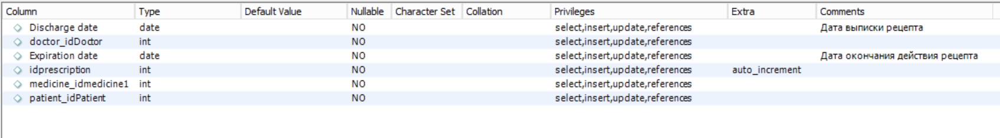 Column Type Default Value Nullable Character Set Collation Privileges Extra Comments
Discharge date date NO select,insert,update,references Дата выписки рецепта
doctor_idDoctor int NO select,insert,update,references
Expiration date date NO select,insert,update,references Дата окончания действия рецепта
idprescription int NO select,insert,update,references auto_increment
medicine_idmedicine1 int NO select,insert,update,references
patient_idPatient int NO select,insert,update,references